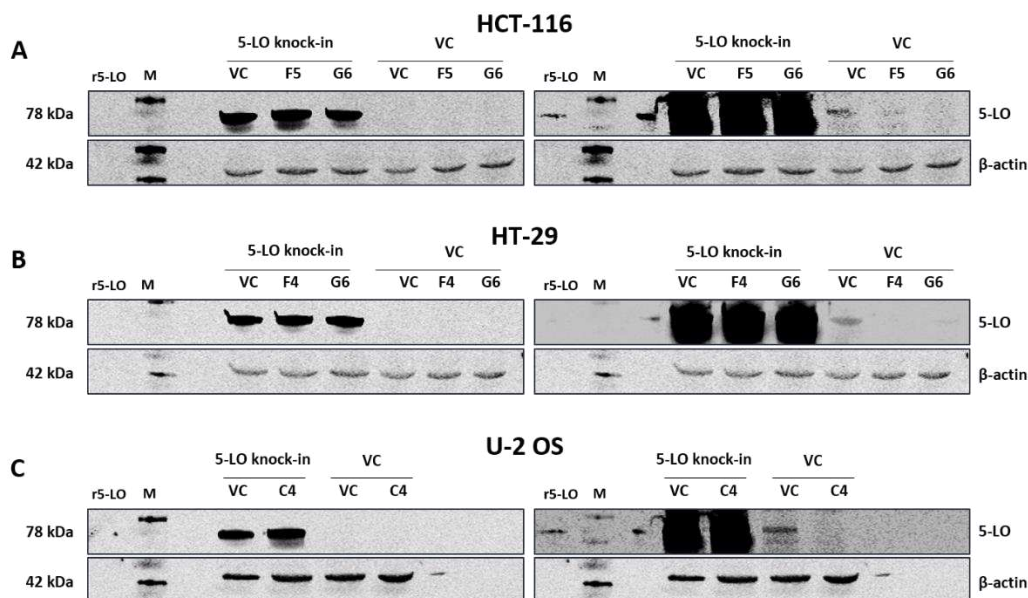 HCT-116
A
5-LO knock-in VC 5-LO knock-in VC
r5-LO M VC F5 G6 VC F5 G6 r5-LO M VC F5 G6 VC F5 G6
78 kDa 5-LO
42 kDa β-actin
HT-29
B
5-LO knock-in VC 5-LO knock-in VC
r5-LO M VC F4 G6 VC F4 G6 r5-LO M VC F4 G6 VC F4 G6
78 kDa 5-LO
42 kDa β-actin
U-2 OS
C
5-LO knock-in VC 5-LO knock-in VC
r5-LO M VC C4 VC C4 r5-LO M VC C4 VC C4
78 kDa 5-LO
42 kDa β-actin